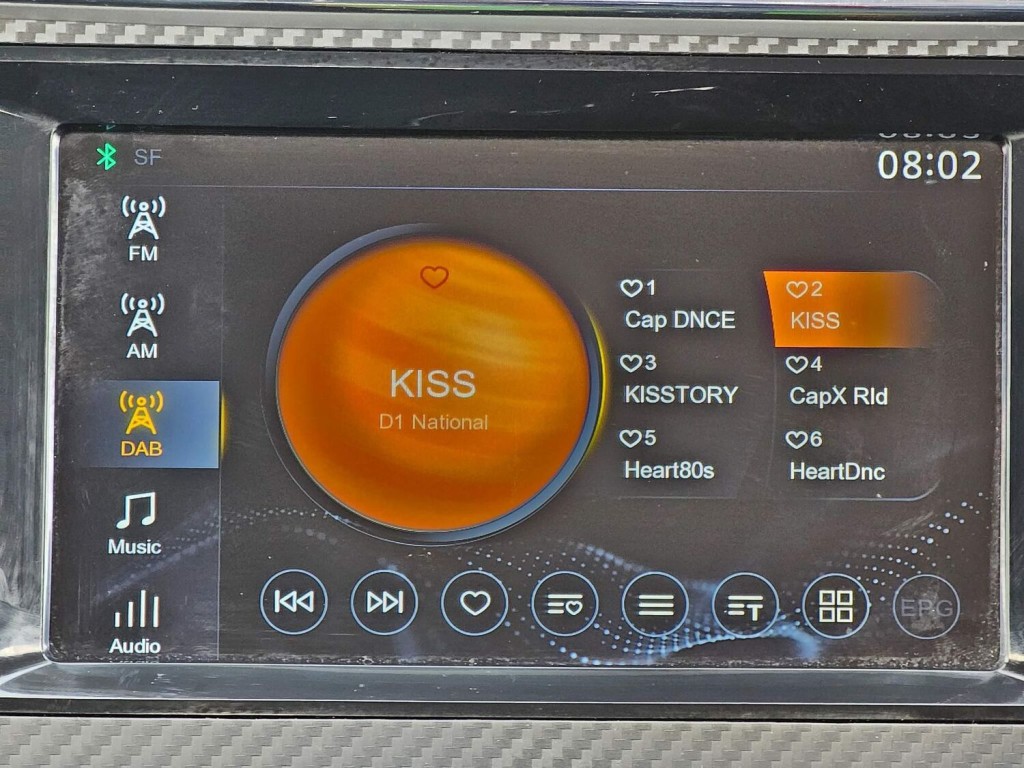 SF
08:02
FM
AM
DAB
Music
Audio
KISS
D1 National
1
Cap DNCE
2
KISS
3
KISSTORY
4
CapX Rld
5
Heart80s
6
HeartDnc
T
EPG